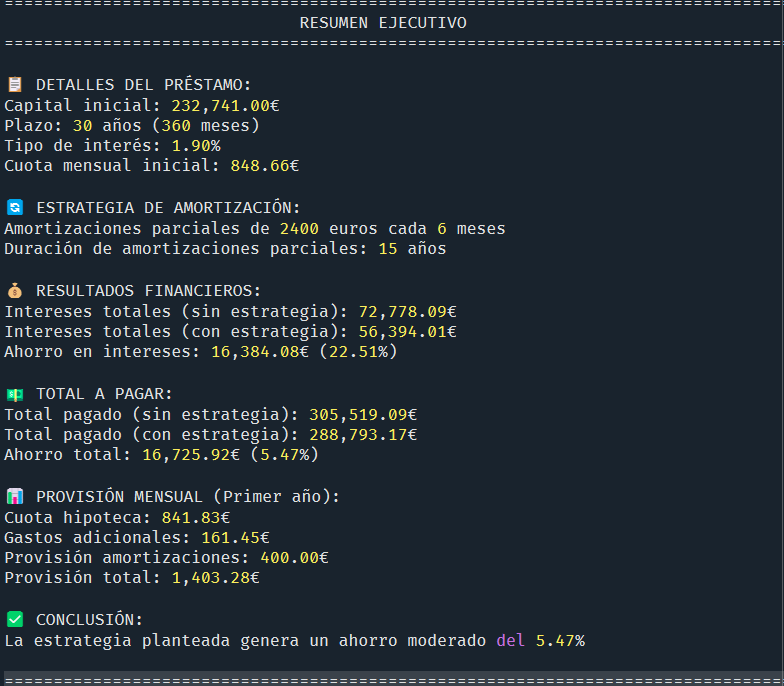 ================================================================================
RESUMEN EJECUTIVO
================================================================================
📋 DETALLES DEL PRÉSTAMO:
Capital inicial: 232,741.00€
Plazo: 30 años (360 meses)
Tipo de interés: 1.90%
Cuota mensual inicial: 848.66€
🔄 ESTRATEGIA DE AMORTIZACIÓN:
Amortizaciones parciales de 2400 euros cada 6 meses
Duración de amortizaciones parciales: 15 años
💰 RESULTADOS FINANCIEROS:
Intereses totales (sin estrategia): 72,778.09€
Intereses totales (con estrategia): 56,394.01€
Ahorro en intereses: 16,384.08€ (22.51%)
💵 TOTAL A PAGAR:
Total pagado (sin estrategia): 305,519.09€
Total pagado (con estrategia): 288,793.17€
Ahorro total: 16,725.92€ (5.47%)
📊 PROVISIÓN MENSUAL (Primer año):
Cuota hipoteca: 841.83€
Gastos adicionales: 161.45€
Provisión amortizaciones: 400.00€
Provisión total: 1,403.28€
✅ CONCLUSIÓN:
La estrategia planteada genera un ahorro moderado del 5.47%
================================================================================